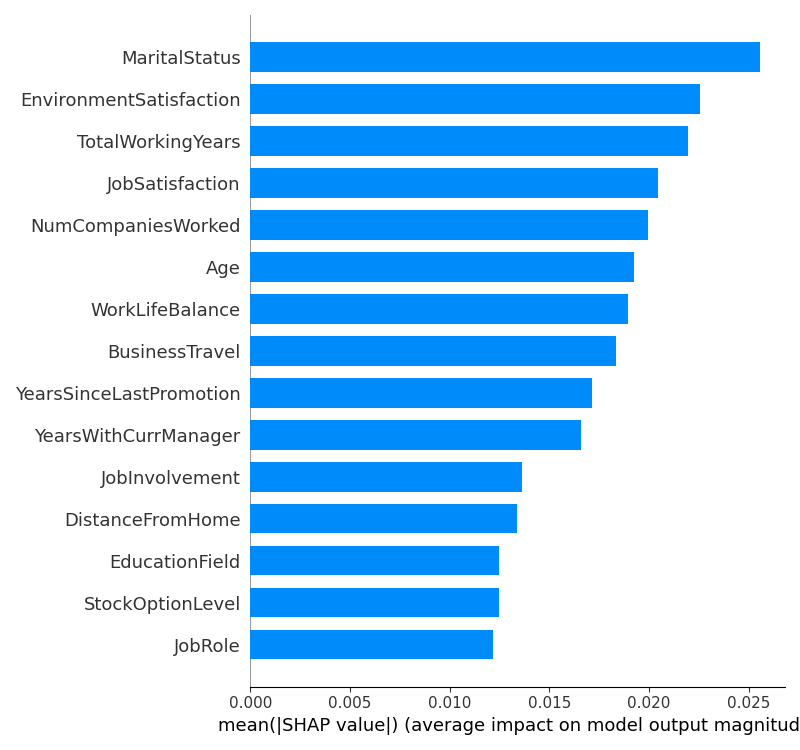 MaritalStatus
EnvironmentSatisfaction
TotalWorkingYears
JobSatisfaction
NumCompaniesWorked
Age
WorkLifeBalance
BusinessTravel
YearsSinceLastPromotion
YearsWithCurrManager
JobInvolvement
DistanceFromHome
EducationField
StockOptionLevel
JobRole
0.000 0.005 0.010 0.015 0.020 0.025
mean(|SHAP value|) (average impact on model output magnitud